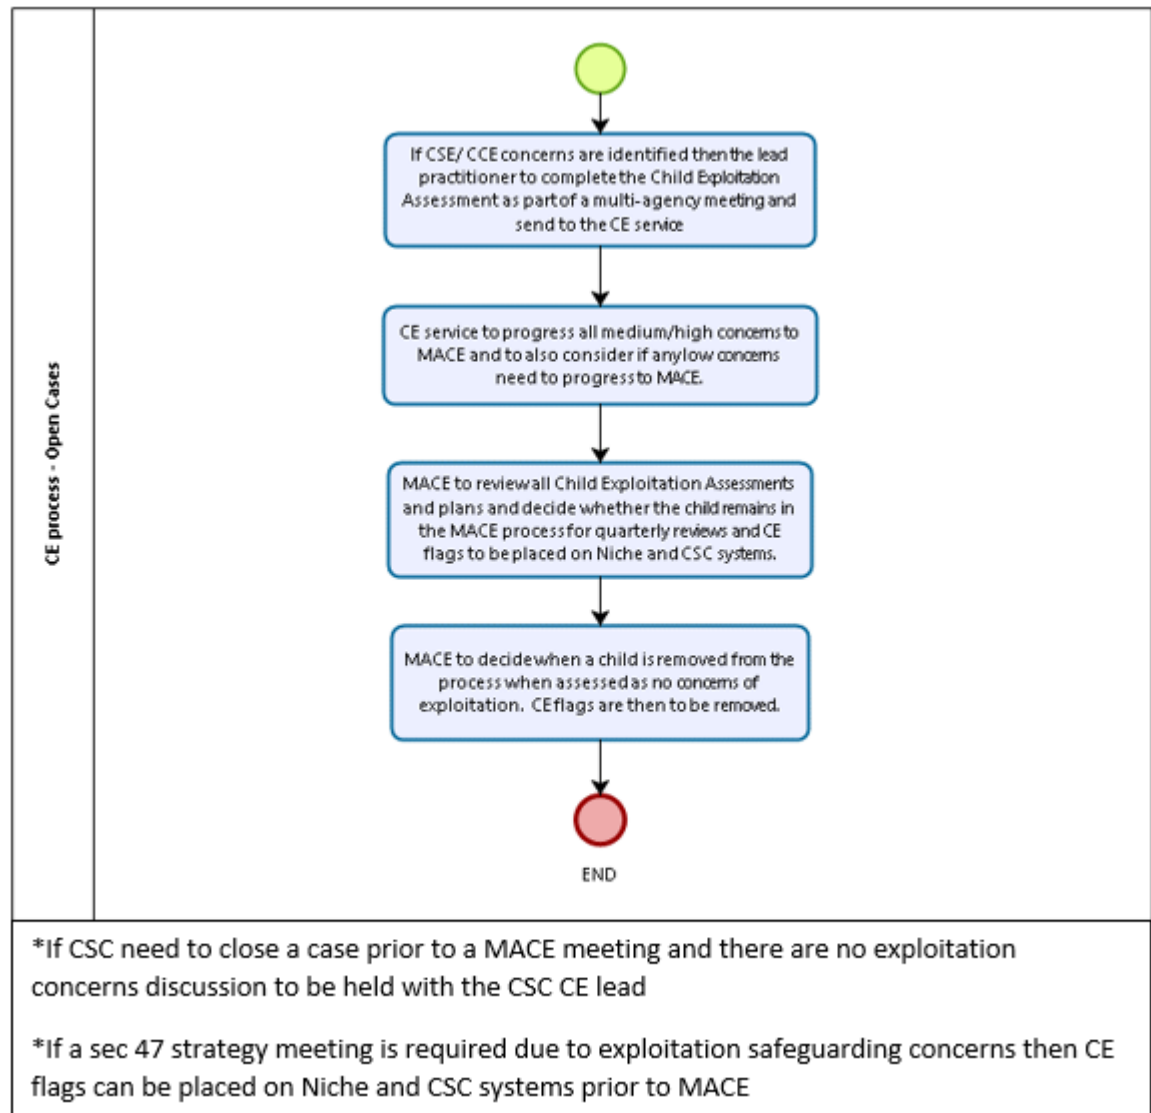 CE process - Open Cases
If CSE/ CCE concerns are identified then the lead
practitioner to complete the Child Exploitation
Assessment as part of a multi-agency meeting and
send to the CE service
CE service to progress all medium/high concerns to
MACE and to also consider if any low concerns
need to progress to MACE.
MACE to review all Child Exploitation Assessments
and plans and decide whether the child remains in
the MACE process for quarterly reviews and CE
flags to be placed on Niche and CSC systems.
MACE to decide when a child is removed from the
process when assessed as no concerns of
exploitation. CE flags are then to be removed.
END
*If CSC need to close a case prior to a MACE meeting and there are no exploitation
concerns discussion to be held with the CSC CE lead
*If a sec 47 strategy meeting is required due to exploitation safeguarding concerns then CE
flags can be placed on Niche and CSC systems prior to MACE